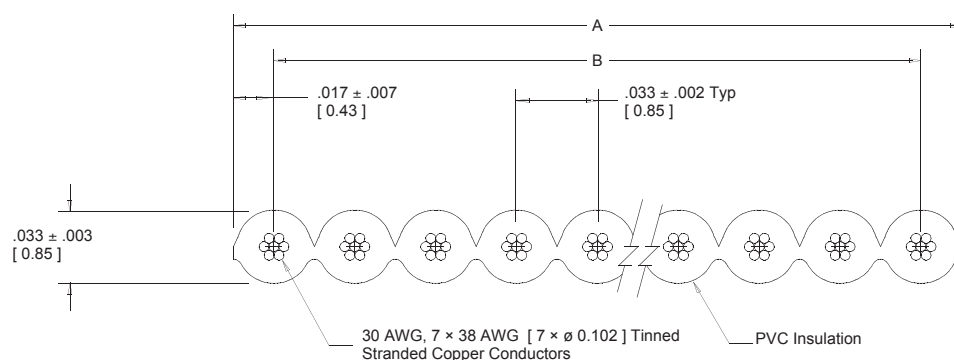 A
B
.017 ± .007
[ 0.43 ]
.033 ± .002 Typ
[ 0.85 ]
.033 ± .003
[ 0.85 ]
30 AWG, 7 × 38 AWG [ 7 × ø 0.102 ] Tinned
Stranded Copper Conductors
PVC Insulation